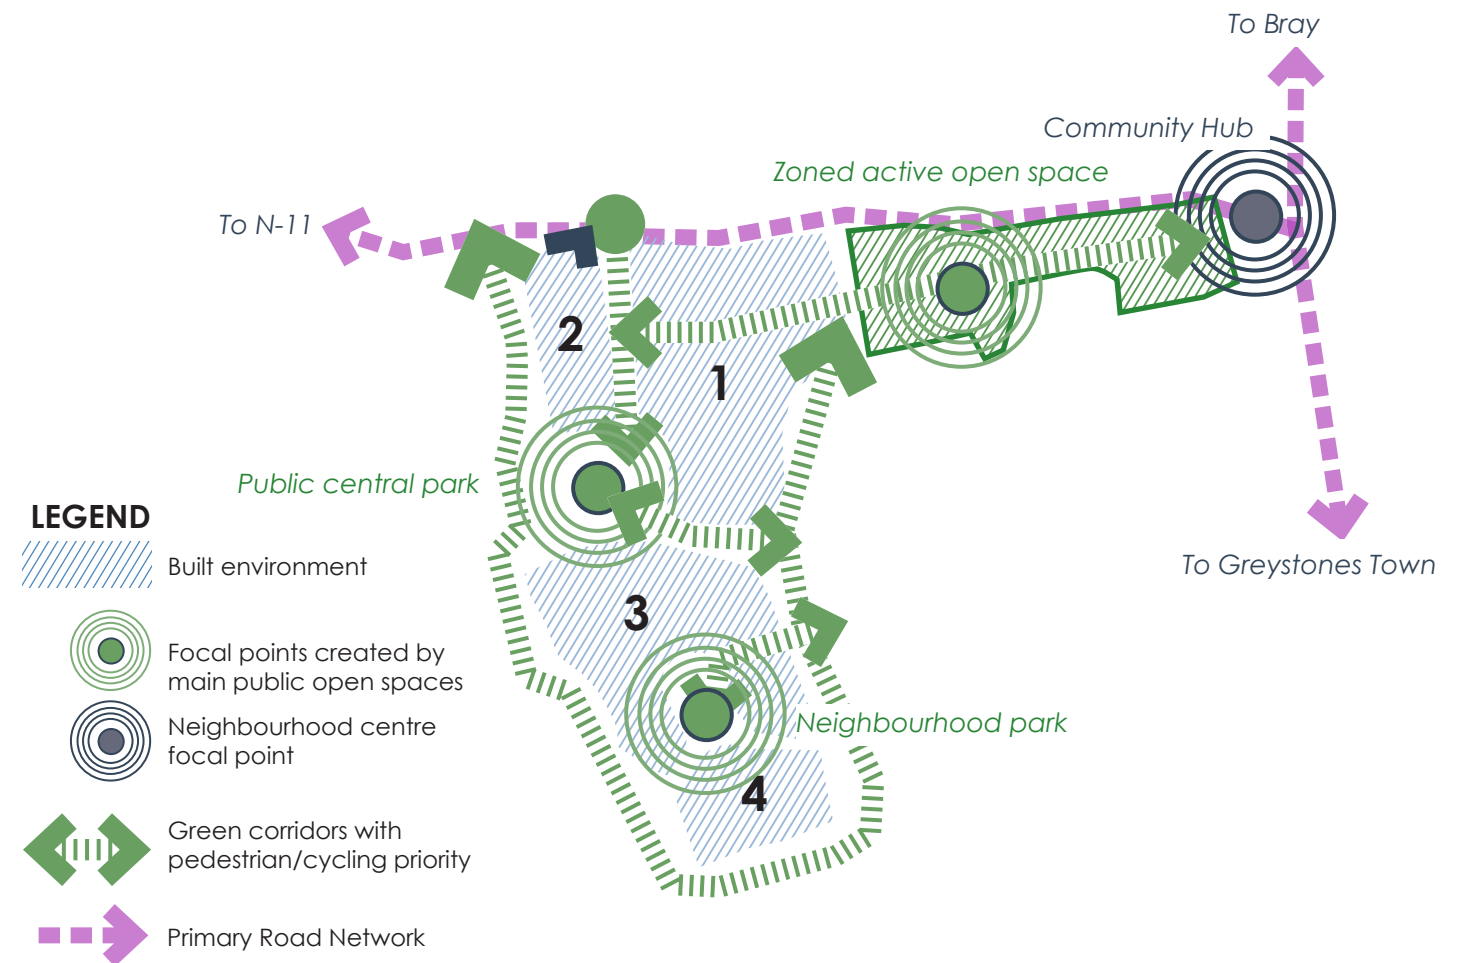 To Bray
Community Hub
Zoned active open space
To N-11
2
1
Public central park
LEGEND
To Greystones Town
Built environment
3
Focal points created by
main public open spaces
Neighbourhood park
Neighbourhood centre
focal point
4
Green corridors with
pedestrian/cycling priority
Primary Road Network